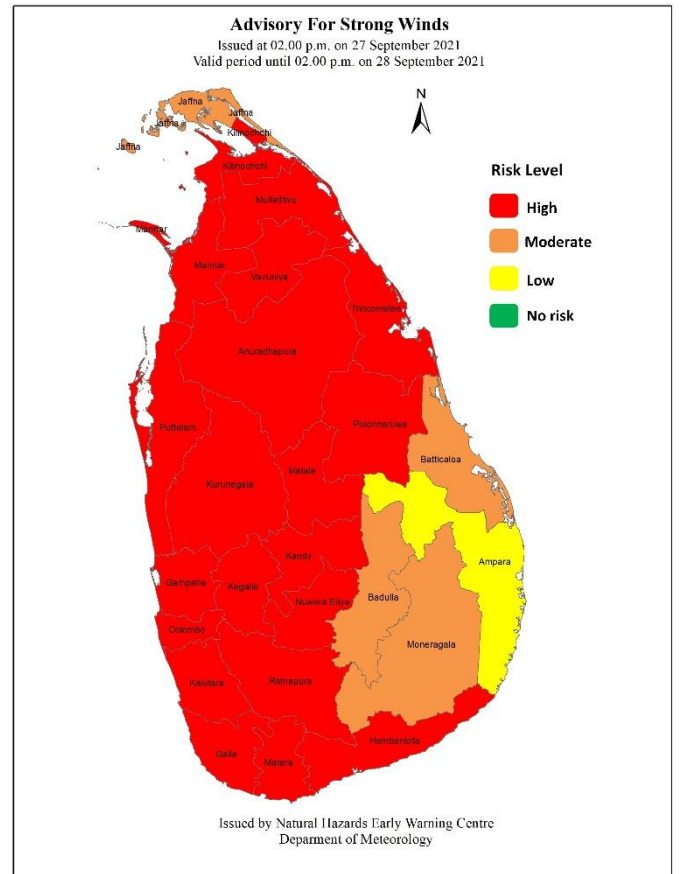 Advisory For Strong Winds
Issued at 02.00 p.m. on 27 September 2021
Valid period until 02.00 p.m. on 28 September 2021
N
Jaffna
Jaffna
Jaffna
Jaffna
Kilinochchi
Kilinochchi
Mullaitivu
Mannar
Mannar
Vavuniya
Trincomalee
Anuradhapura
Puttalam
Polonnaruwa
Batticaloa
Kurunegala
Matale
Kandy
Ampara
Gampaha
Kegalle
Nuwara Eliya
Badulla
Colombo
Moneragala
Kalutara
Ratnapura
Hambantota
Galle
Matara
Risk Level
High
Moderate
Low
No risk
Issued by Natural Hazards Early Warning Centre
Deparment of Meteorology